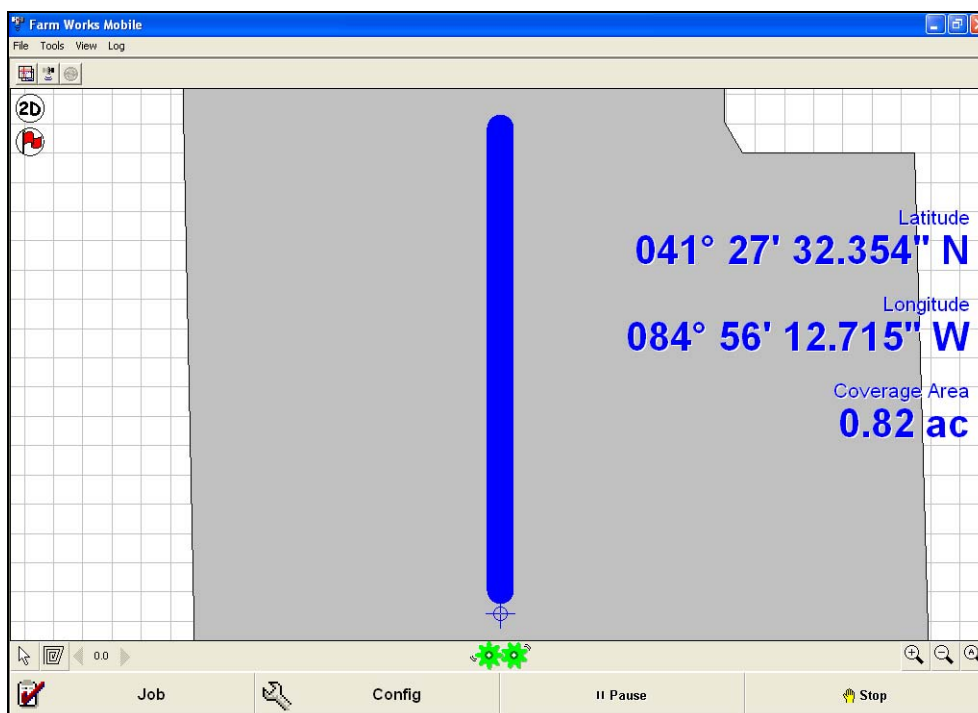 Farm Works Mobile
File Tools View Log
2D
Latitude
041° 27' 32.354" N
Longitude
084° 56' 12.715" W
Coverage Area
0.82 ac
0.0
A
Job Config Pause Stop